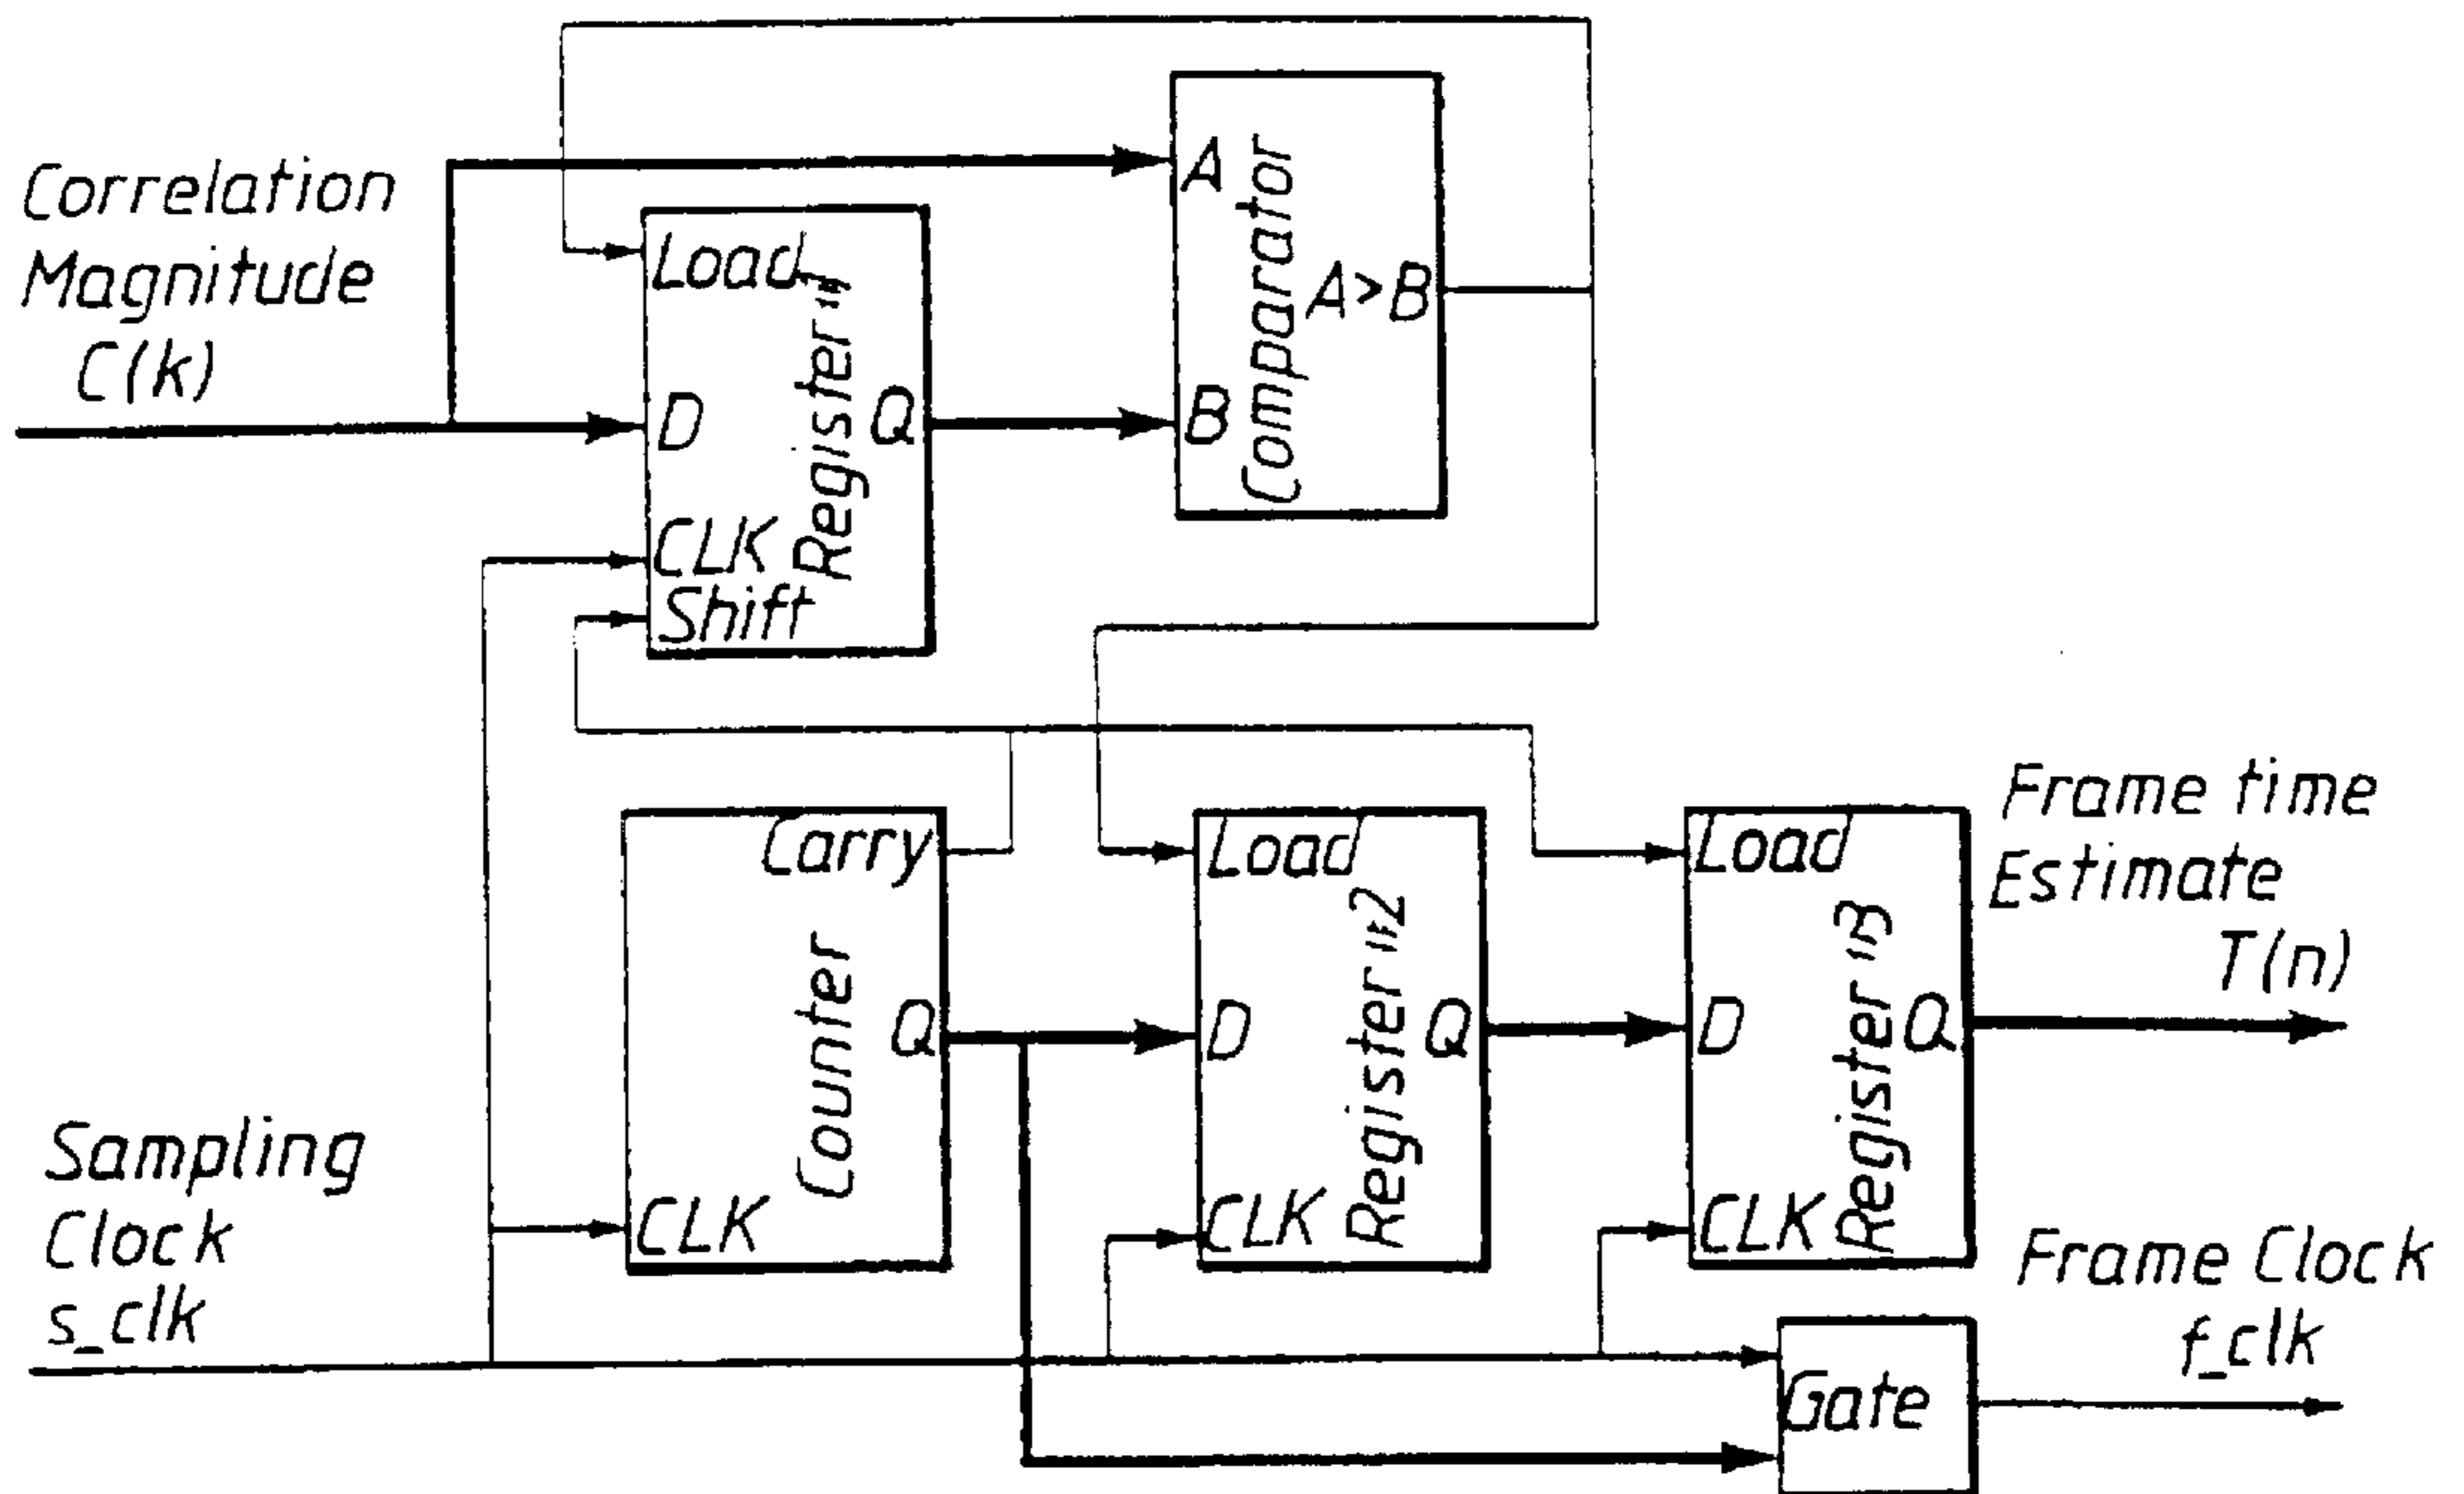 Correlation
Magnitude
C(k)
Load
D
CLK
Shift
Q
Register
A
B
A>B
Comparator
Carry
Q
CLK
Counter
Load
D
CLK
Q
Register 2
Load
D
CLK
Q
Register 3
Frame time
Estimate
T(n)
Sampling
Clock
s_clk
Gate
Frame Clock
f_clk